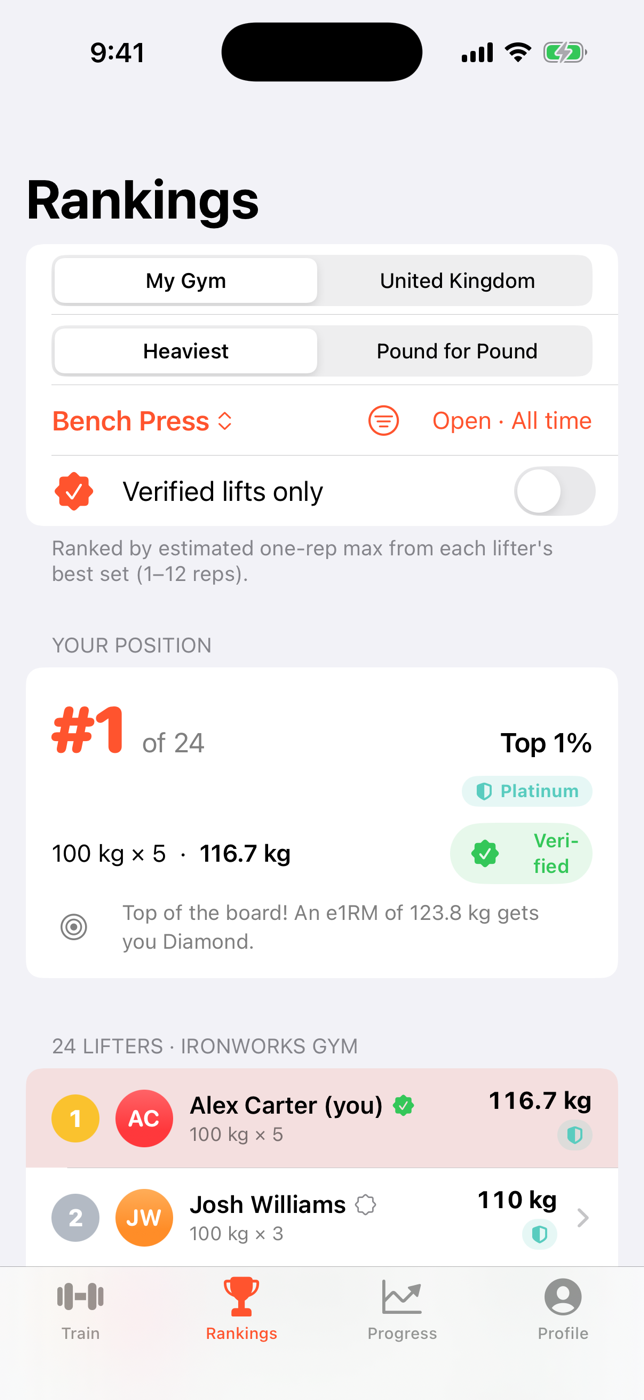 9:41
Rankings
My Gym United Kingdom
Heaviest Pound for Pound
Bench Press Open · All time
Verified lifts only
Ranked by estimated one-rep max from each lifter's
best set (1–12 reps).
YOUR POSITION
#1 of 24 Top 1%
Platinum
100 kg × 5 · 116.7 kg Veri-
fied
Top of the board! An e1RM of 123.8 kg gets
you Diamond.
24 LIFTERS · IRONWORKS GYM
1 AC Alex Carter (you) 116.7 kg
100 kg × 5
2 JW Josh Williams 110 kg
100 kg × 3
Train Rankings Progress Profile